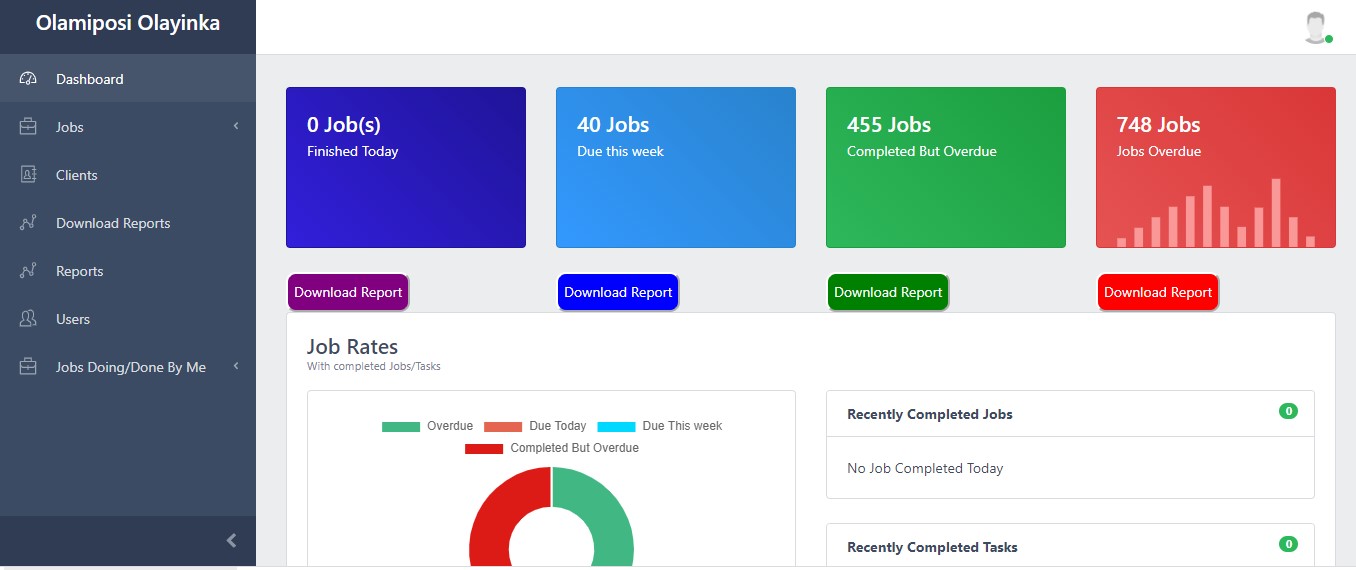 Olamiposi Olayinka
Dashboard
Jobs
Clients
Download Reports
Reports
Users
Jobs Doing/Done By Me
0 Job(s)
Finished Today
40 Jobs
Due this week
455 Jobs
Completed But Overdue
748 Jobs
Jobs Overdue
Download Report
Download Report
Download Report
Download Report
Job Rates
With completed Jobs/Tasks
Overdue Due Today Due This week
Completed But Overdue
Recently Completed Jobs 0
No Job Completed Today
Recently Completed Tasks 0